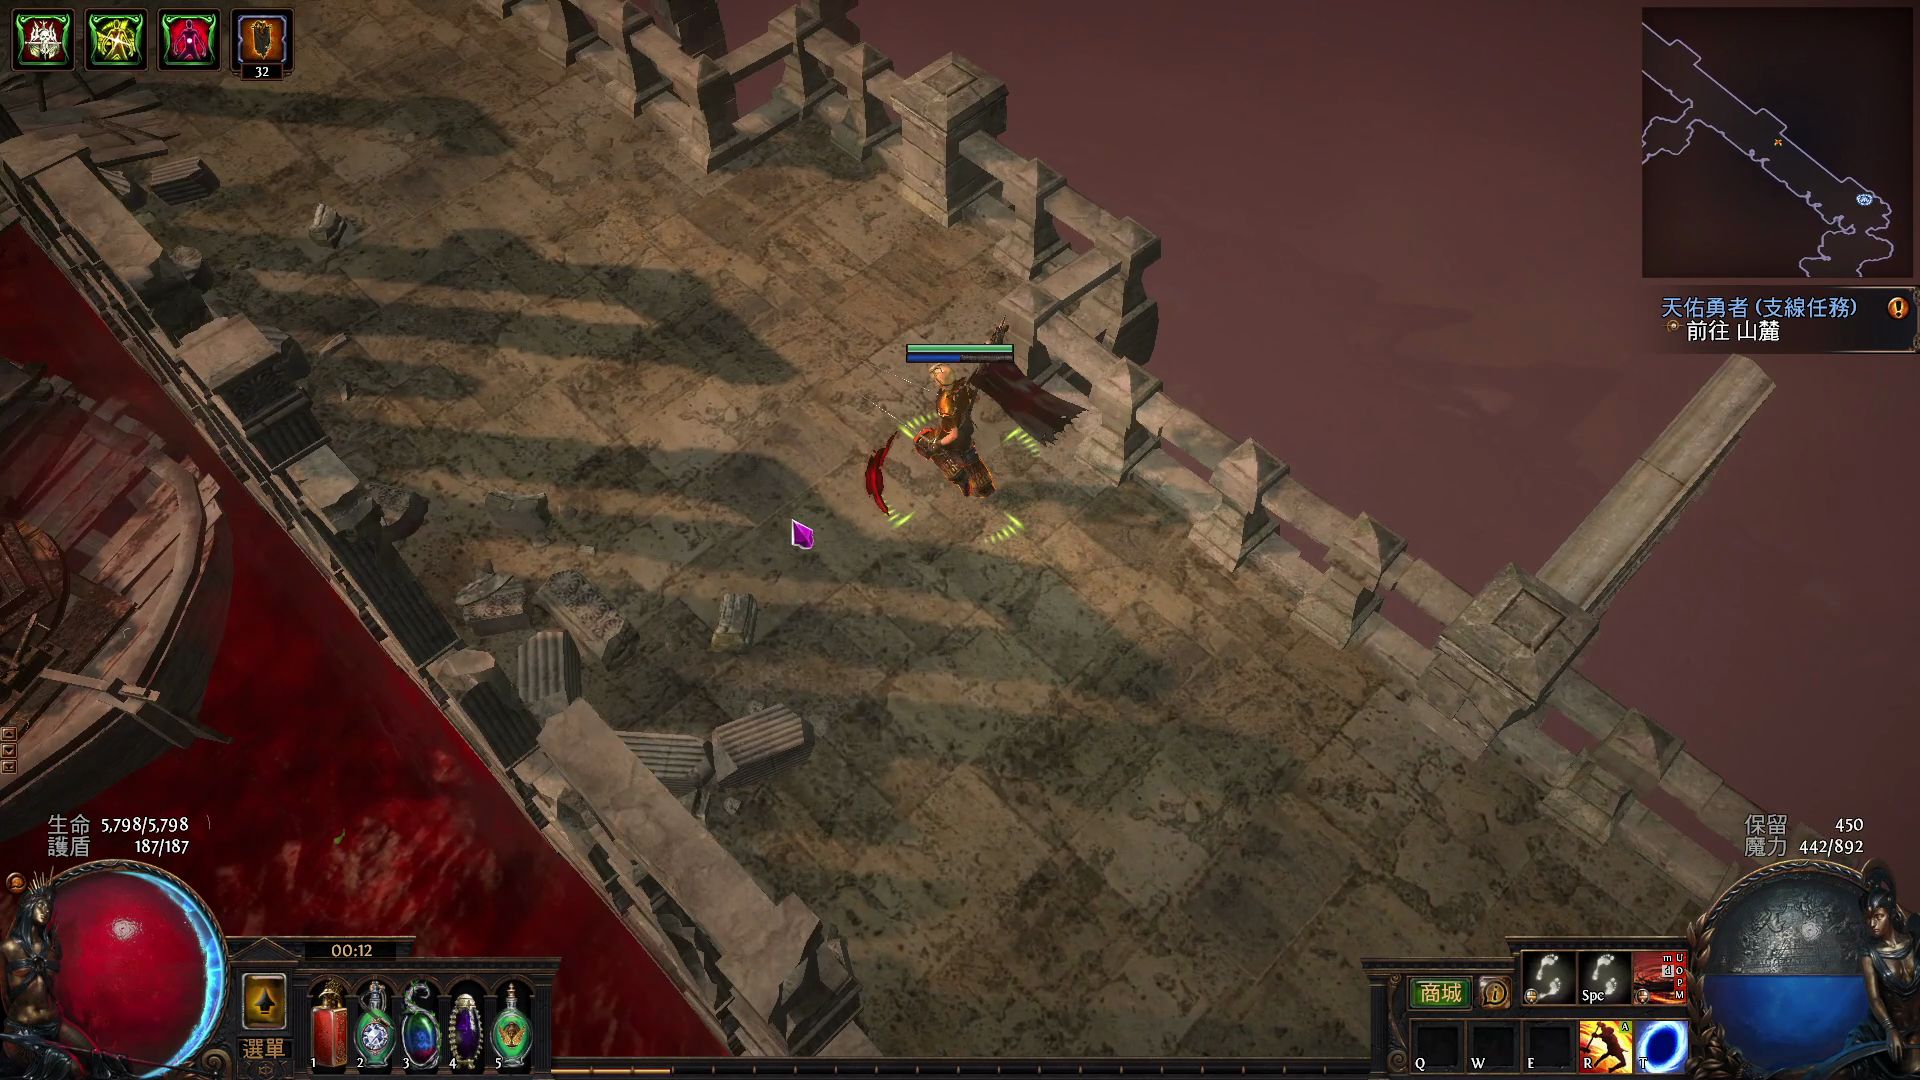 32
天佑勇者 (支線任務)
前往 山麓
生命 5,798/5,798
護盾 187/187
保留 450
魔力 442/892
00:12
選單
1 2 3 4 5
商城
Spc
m U
d O
P
M
Q W E R T
A